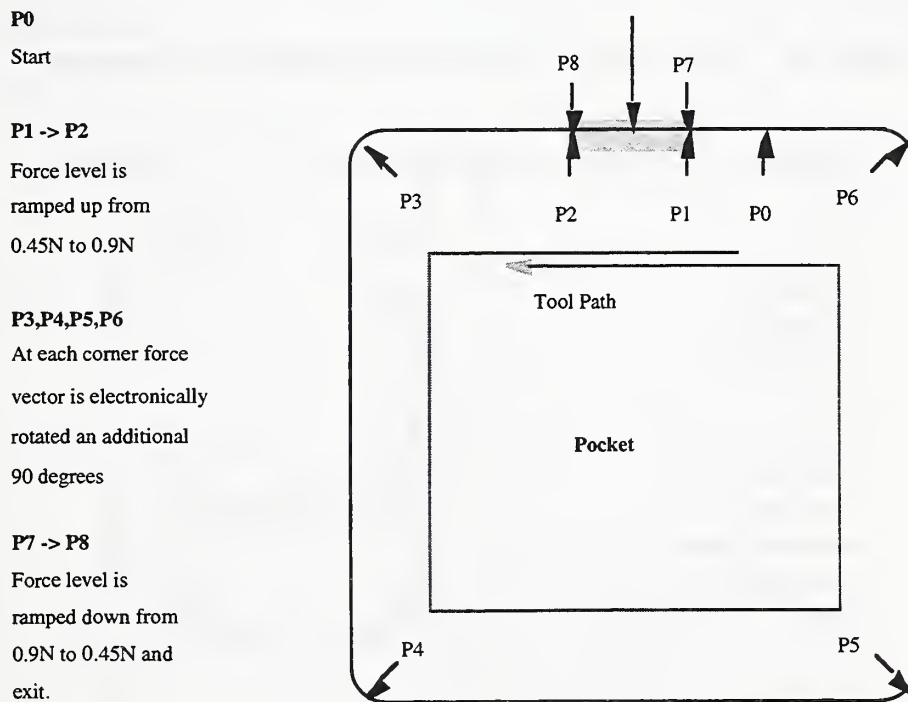 P0
Start
P1 -> P2
Force level is
ramped up from
0.45N to 0.9N
P3,P4,P5,P6
At each corner force
vector is electronically
rotated an additional
90 degrees
P7 -> P8
Force level is
ramped down from
0.9N to 0.45N and
exit.
P8
P7
P3
P2
P1
P0
P6
Tool Path
Pocket
P4
P5